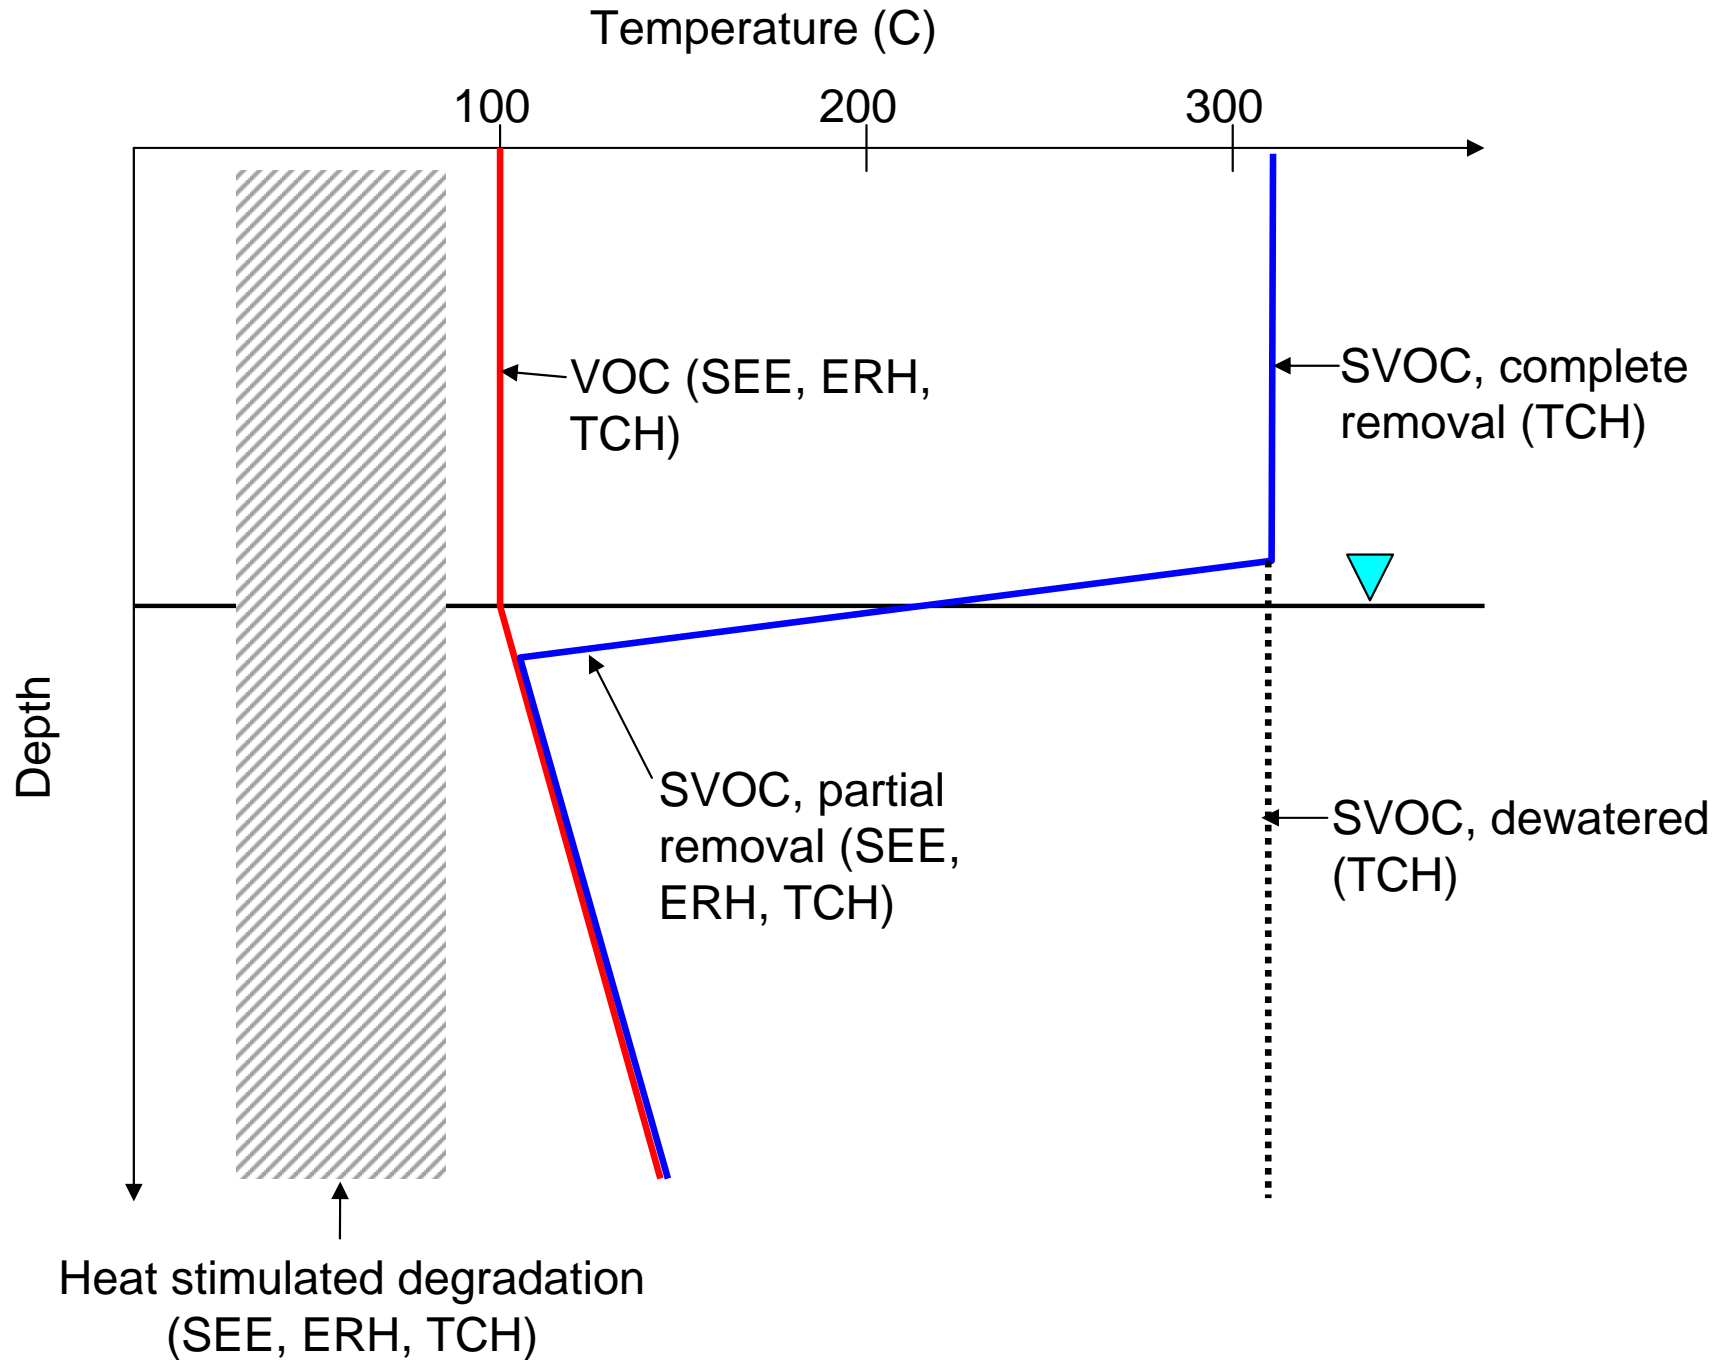 Temperature (C)
100
200
300
VOC (SEE, ERH,
TCH)
SVOC, complete
removal (TCH)
Depth
SVOC, partial
removal (SEE,
ERH, TCH)
SVOC, dewatered
(TCH)
Heat stimulated degradation
(SEE, ERH, TCH)